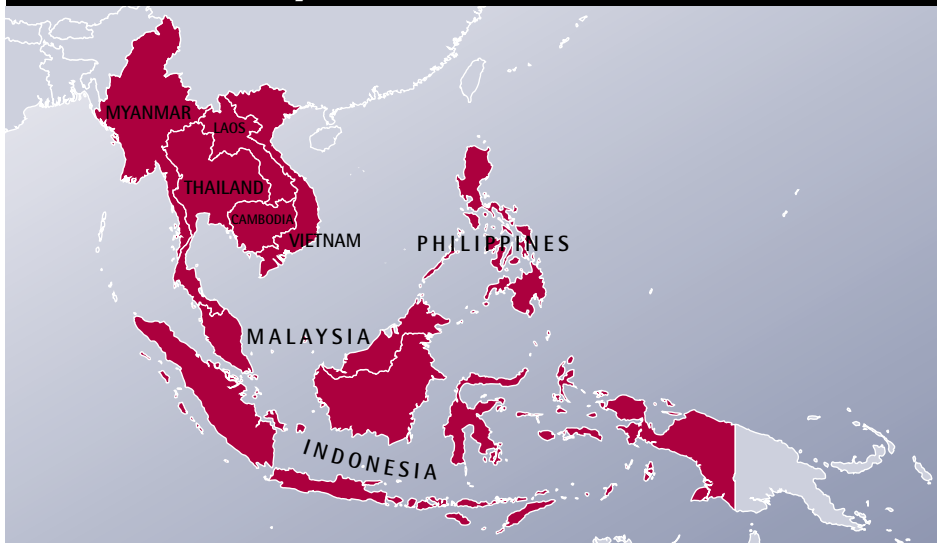 MYANMAR
LAOS
THAILAND
CAMBODIA
VIETNAM
PHILIPPINES
MALAYSIA
INDONESIA